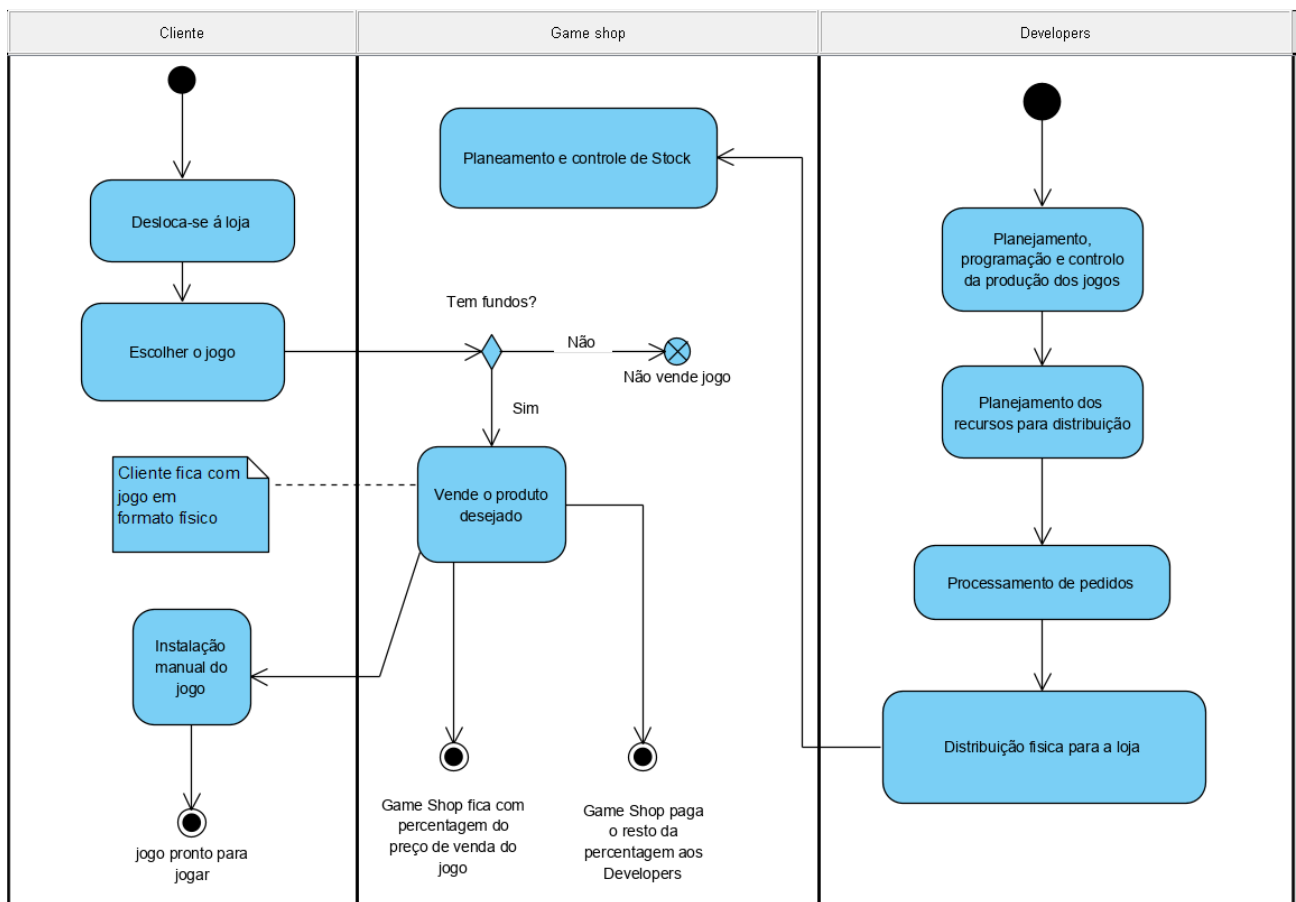 Cliente
Game shop
Developers
Desloca-se á loja
Escolher o jogo
Cliente fica com
jogo em
formato físico
Instalação
manual do
jogo
jogo pronto para
jogar
Planeamento e controle de Stock
Tem fundos?
Não
Não vende jogo
Sim
Vende o produto
desejado
Game Shop fica com
percentagem do
preço de venda do
jogo
Game Shop paga
o resto da
percentagem aos
Developers
Planejamento,
programação e controlo
da produção dos jogos
Planejamento dos
recursos para distribuição
Processamento de pedidos
Distribuição fisica para a loja